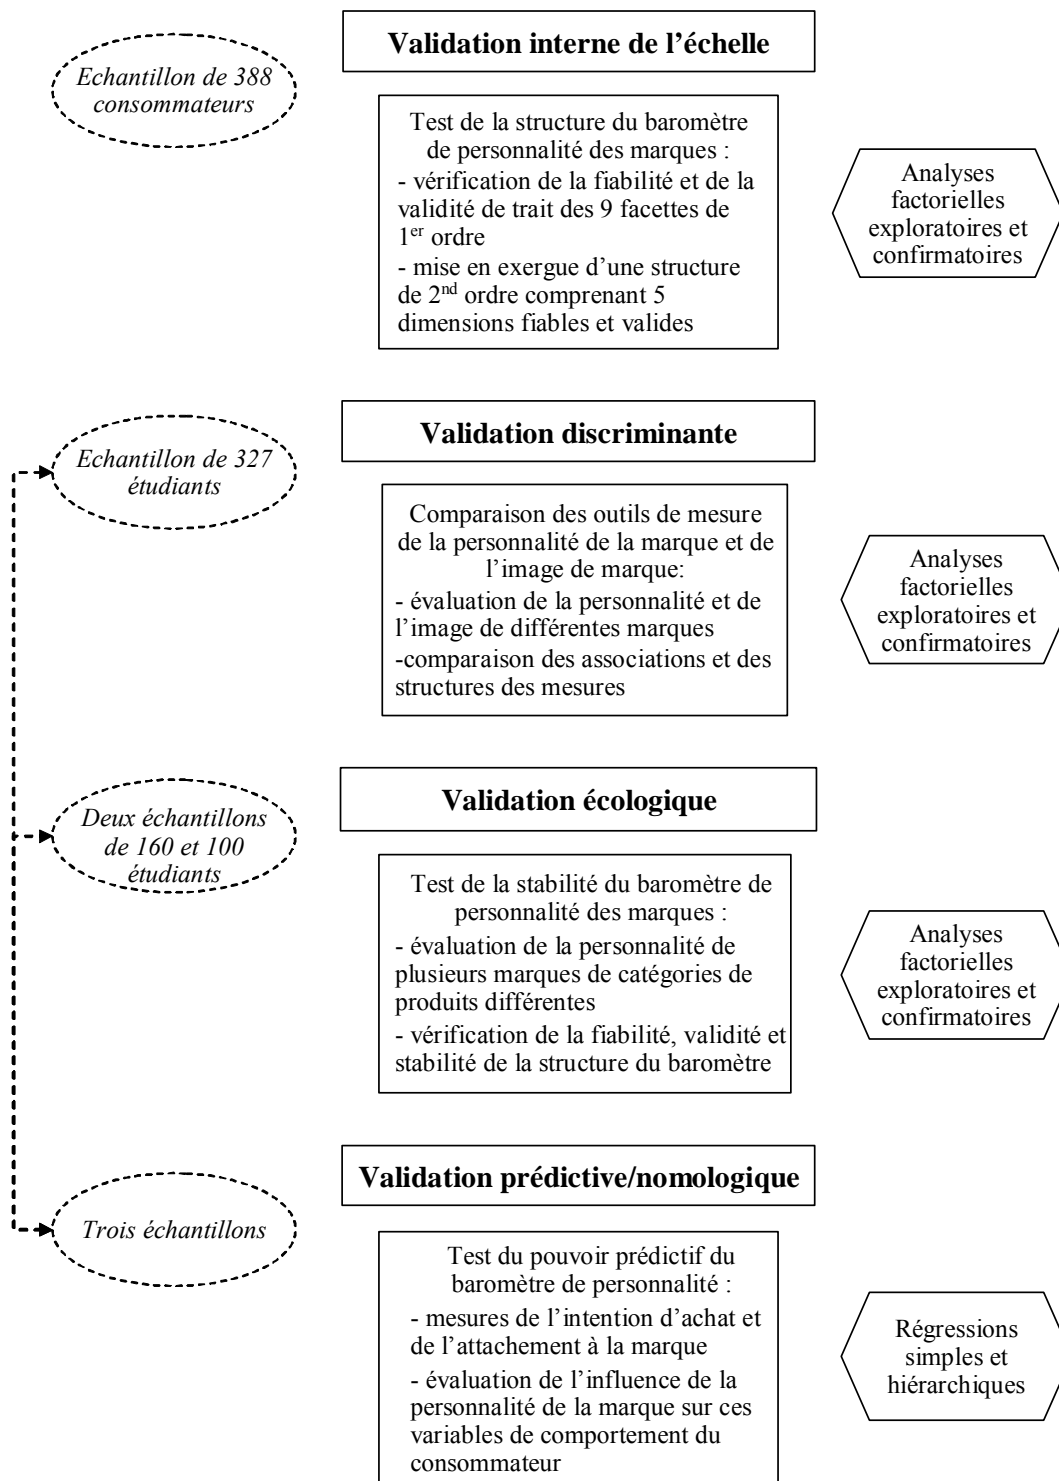 Validation interne de l’échelle
Echantillon de 388
consommateurs
Test de la structure du baromètre
de personnalité des marques :
- vérification de la fiabilité et de la
validité de trait des 9 facettes de
1er ordre
- mise en exergue d’une structure
de 2nd ordre comprenant 5
dimensions fiables et valides
Analyses
factorielles
exploratoires et
confirmatoires
Validation discriminante
Echantillon de 327
étudiants
Comparaison des outils de mesure
de la personnalité de la marque et de
l’image de marque:
- évaluation de la personnalité et de
l’image de différentes marques
-comparaison des associations et des
structures des mesures
Analyses
factorielles
exploratoires et
confirmatoires
Validation écologique
Deux échantillons
de 160 et 100
étudiants
Test de la stabilité du baromètre de
personnalité des marques :
- évaluation de la personnalité de
plusieurs marques de catégories de
produits différentes
- vérification de la fiabilité, validité et
stabilité de la structure du baromètre
Analyses
factorielles
exploratoires et
confirmatoires
Validation prédictive/nomologique
Trois échantillons
Test du pouvoir prédictif du
baromètre de personnalité :
- mesures de l’intention d’achat et
de l’attachement à la marque
- évaluation de l’influence de la
personnalité de la marque sur ces
variables de comportement du
consommateur
Régressions
simples et
hiérarchiques